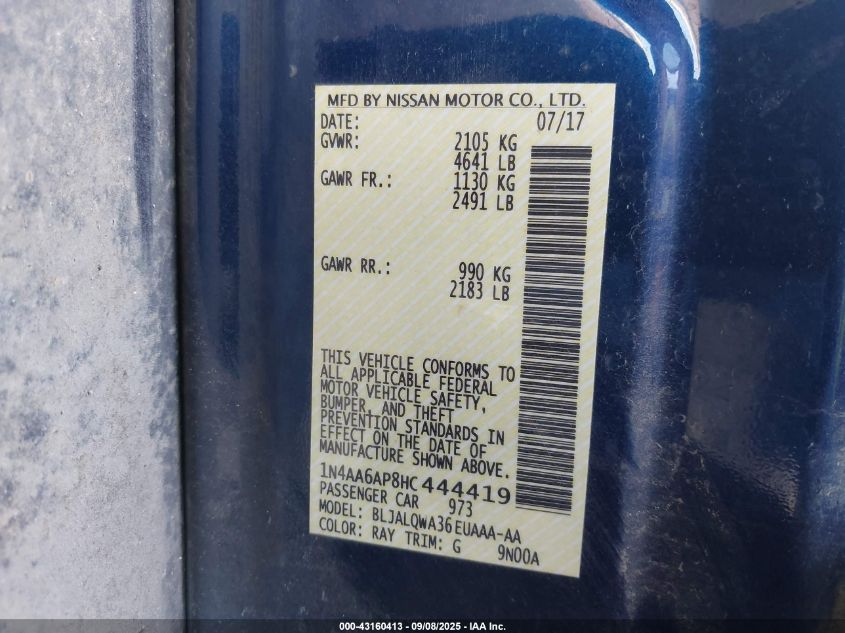 MFD BY NISSAN MOTOR CO., LTD.
DATE: 07/17
GVWR: 2105 KG
4641 LB
GAWR FR.: 1130 KG
2491 LB
GAWR RR.: 990 KG
2183 LB
THIS VEHICLE CONFORMS TO
ALL APPLICABLE FEDERAL
MOTOR VEHICLE SAFETY,
BUMPER, AND THEFT
PREVENTION STANDARDS IN
EFFECT ON THE DATE OF
MANUFACTURE SHOWN ABOVE.
1N4AA6AP8HC444419
PASSENGER CAR 973
MODEL: BLJALQWA36EUAAA-AA
COLOR: RAY TRIM: G 9N00A
000-43160413 - 09/08/2025 - IAA Inc.